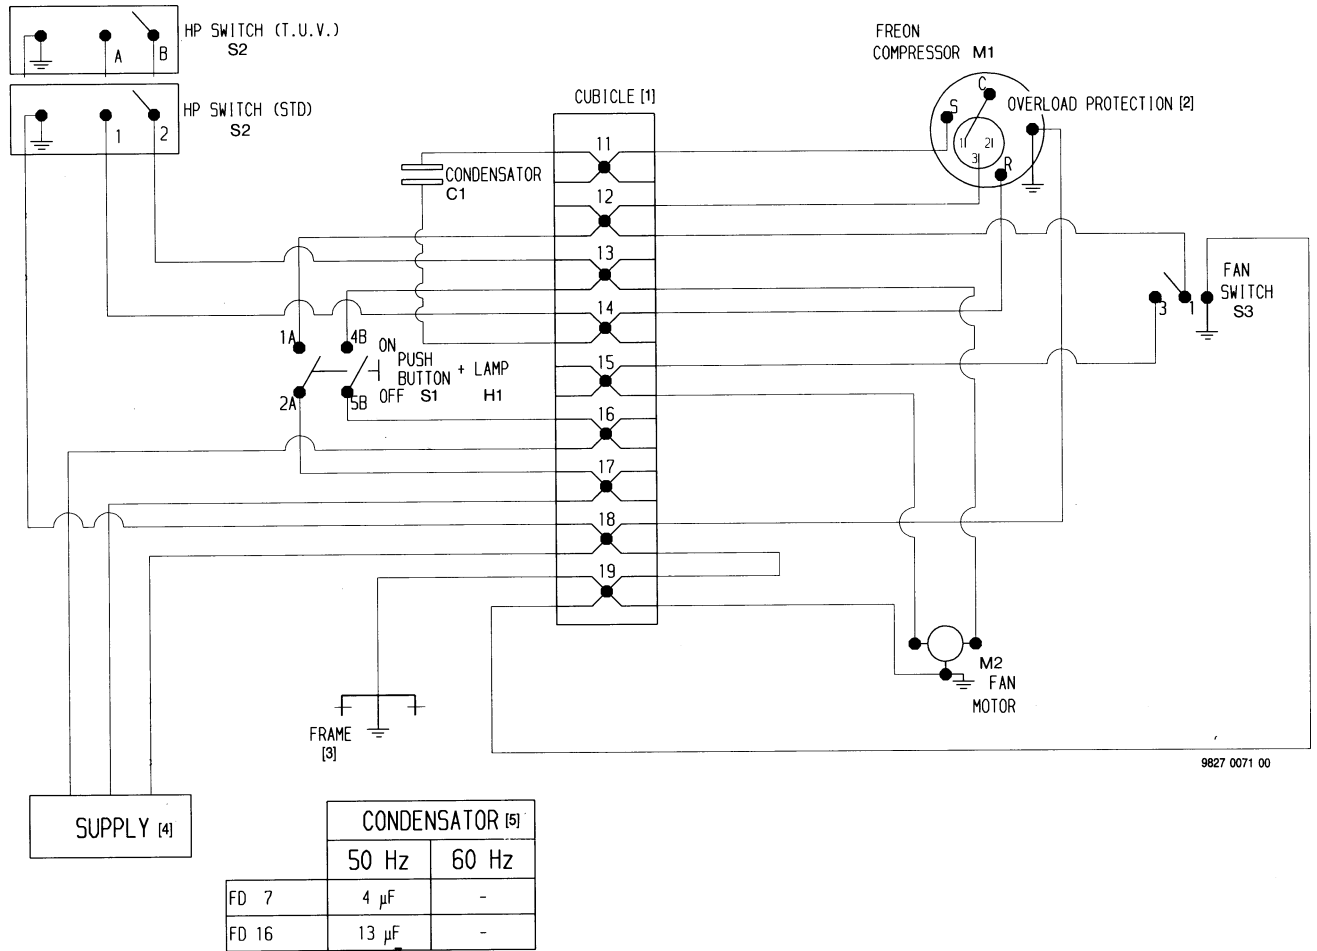 HP SWITCH (T.U.V.)
S2
A
B
HP SWITCH (STD)
S2
1
2
FREON
COMPRESSOR M1
C
OVERLOAD PROTECTION [2]
S
1
2
3
R
CUBICLE [1]
11
CONDENSATOR
C1
12
13
14
FAN
SWITCH
S3
3
1
1A
4B
ON
PUSH
BUTTON + LAMP
OFF S1 H1
2A
5B
15
16
17
18
19
M2
FAN
MOTOR
FRAME
[3]
9827 0071 00
SUPPLY [4]
CONDENSATOR [5]
50 Hz 60 Hz
FD 7 4 µF -
FD 16 13 µF -